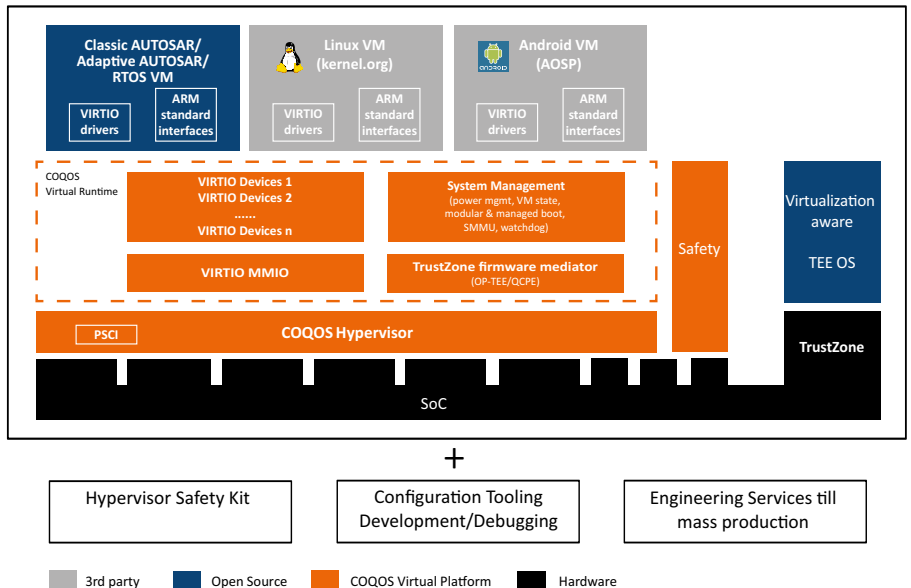 Classic AUTOSAR/
Adaptive AUTOSAR/
RTOS VM
VIRTIO
drivers
ARM
standard
interfaces
Linux VM
(kernel.org)
VIRTIO
drivers
ARM
standard
interfaces
ANDROID
Android VM
(AOSP)
VIRTIO
drivers
ARM
standard
interfaces
COQOS
Virtual Runtime
VIRTIO Devices 1
VIRTIO Devices 2
......
VIRTIO Devices n
System Management
(power mgmt, VM state,
modular & managed boot,
SMMU, watchdog)
VIRTIO MMIO
TrustZone firmware mediator
(OP-TEE/QCPE)
Safety
Virtualization
aware
TEE OS
PSCI
COQOS Hypervisor
TrustZone
SoC
+
Hypervisor Safety Kit
Configuration Tooling
Development/Debugging
Engineering Services till
mass production
3rd party
Open Source
COQOS Virtual Platform
Hardware